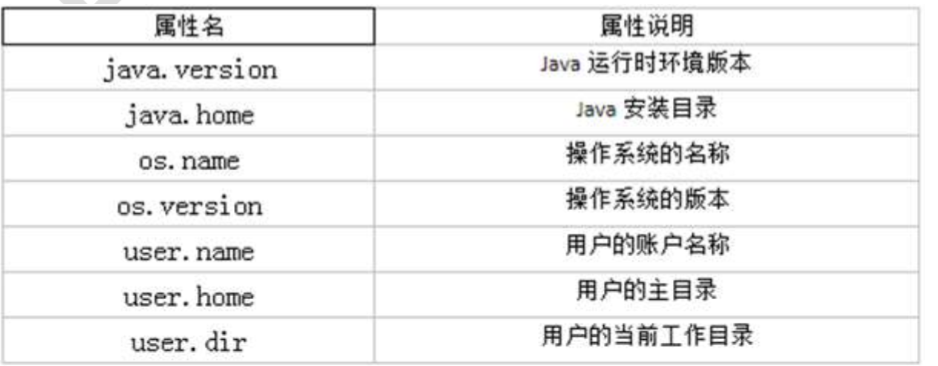 属性名 属性说明
java.version Java 运行时环境版本
java.home Java 安装目录
os.name 操作系统的名称
os.version 操作系统的版本
user.name 用户的账户名称
user.home 用户的主目录
user.dir 用户的当前工作目录